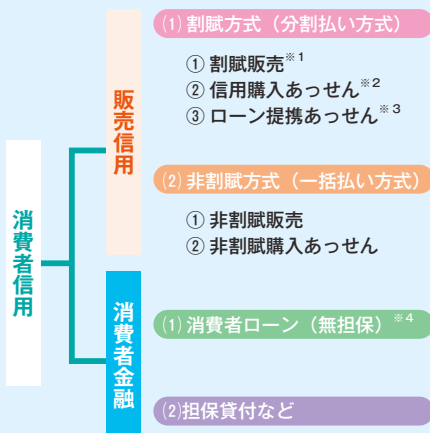 消費者信用
販売信用
(1) 割賦方式（分割払い方式）
① 割賦販売※1
② 信用購入あっせん※2
③ ローン提携あっせん※3
(2) 非割賦方式（一括払い方式）
① 非割賦販売
② 非割賦購入あっせん
消費者金融
(1) 消費者ローン（無担保）※4
(2)担保貸付など